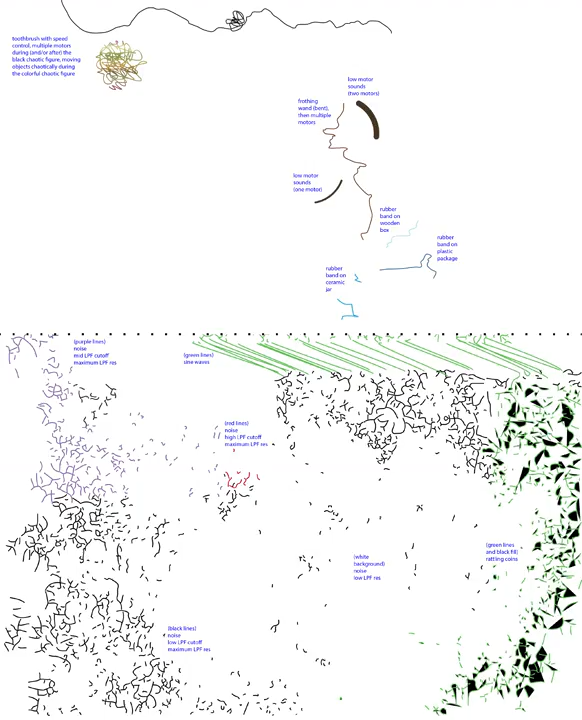 toothbrush with speed
control, multiple motors
during (and/or after) the
black chaotic figure, moving
objects chaotically during
the colorful chaotic figure
low motor
sounds
(two motors)
frothing
wand (bent),
then multiple
motors
low motor
sounds
(one motor)
rubber
band on
wooden
box
rubber
band on
plastic
package
rubber
band on
ceramic
jar
(purple lines)
noise
mid LPF cutoff
maximum LPF res
(green lines)
sine waves
(red lines)
noise
high LPF cutoff
maximum LPF res
(white
background)
noise
low LPF res
(green lines
and black fill)
rattling coins
(black lines)
noise
low LPF cutoff
maximum LPF res